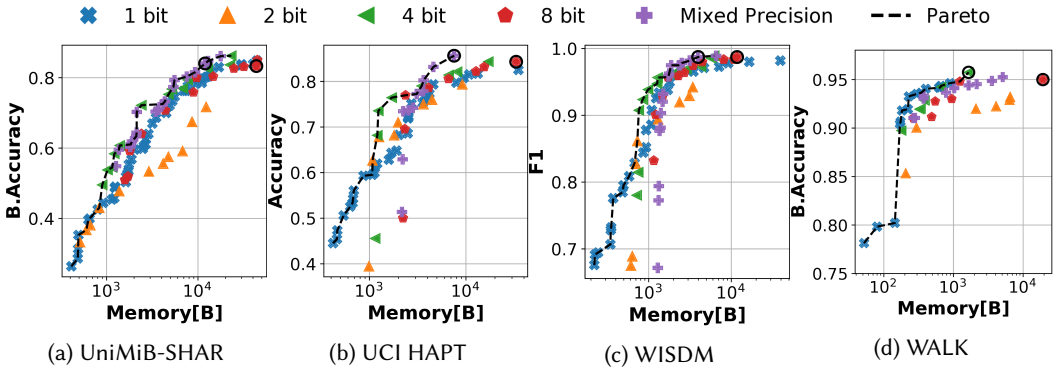 1 bit 2 bit 4 bit 8 bit Mixed Precision Pareto
B.Accuracy
0.8
0.6
0.4
10³ 10⁴
Memory[B]
(a) UniMiB-SHAR
Accuracy
0.8
0.7
0.6
0.5
0.4
10³ 10⁴
Memory[B]
(b) UCI HAPT
F1
1.0
0.9
0.8
0.7
10³ 10⁴
Memory[B]
(c) WISDM
B.Accuracy
0.95
0.90
0.85
0.80
0.75
10² 10³ 10⁴
Memory[B]
(d) WALK